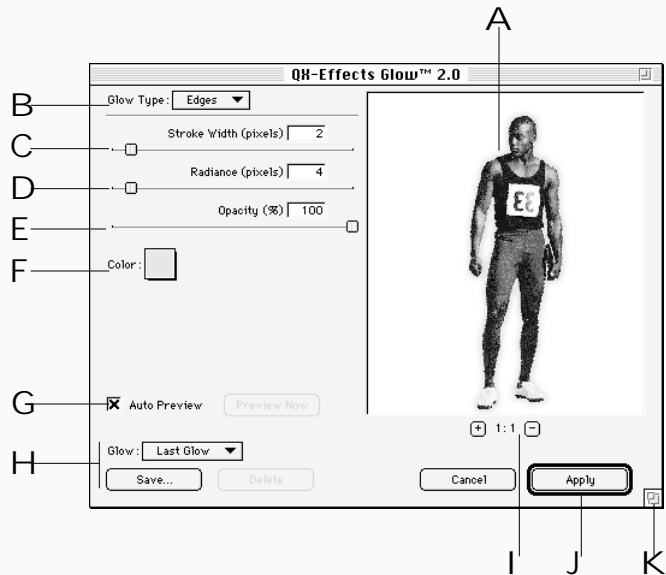 A
QX-Effects Glow™ 2.0
B
Glow Type: Edges
C
Stroke Width (pixels) 2
D
Radiance (pixels) 4
E
Opacity (%) 100
F
Color:
G
Auto Preview
Preview Now
1:1
H
Glow: Last Glow
Save...
Delete
Cancel
Apply
I
J
K